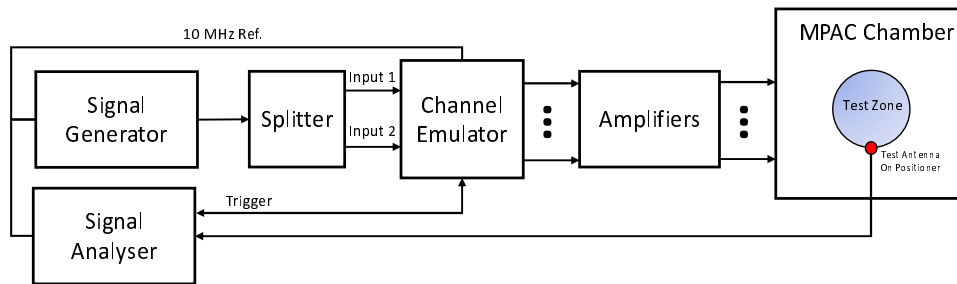 10 MHz Ref.
MPAC Chamber
Signal
Generator
Splitter
Input 1
Input 2
Channel
Emulator
Amplifiers
Test Zone
Test Antenna
On Positioner
Trigger
Signal
Analyser